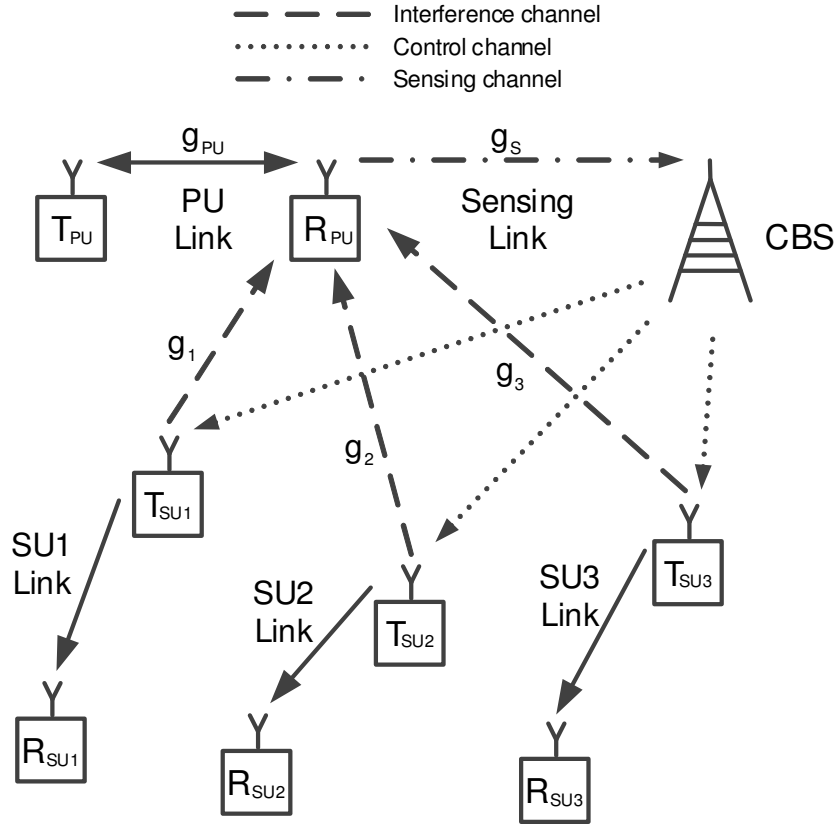 Interference channel
Control channel
Sensing channel
gPU
gS
TPU
PU
Link
RPU
Sensing
Link
CBS
g1
g3
g2
TSU1
SU1
Link
TSU3
SU2
Link
SU3
Link
TSU2
RSU1
RSU2
RSU3